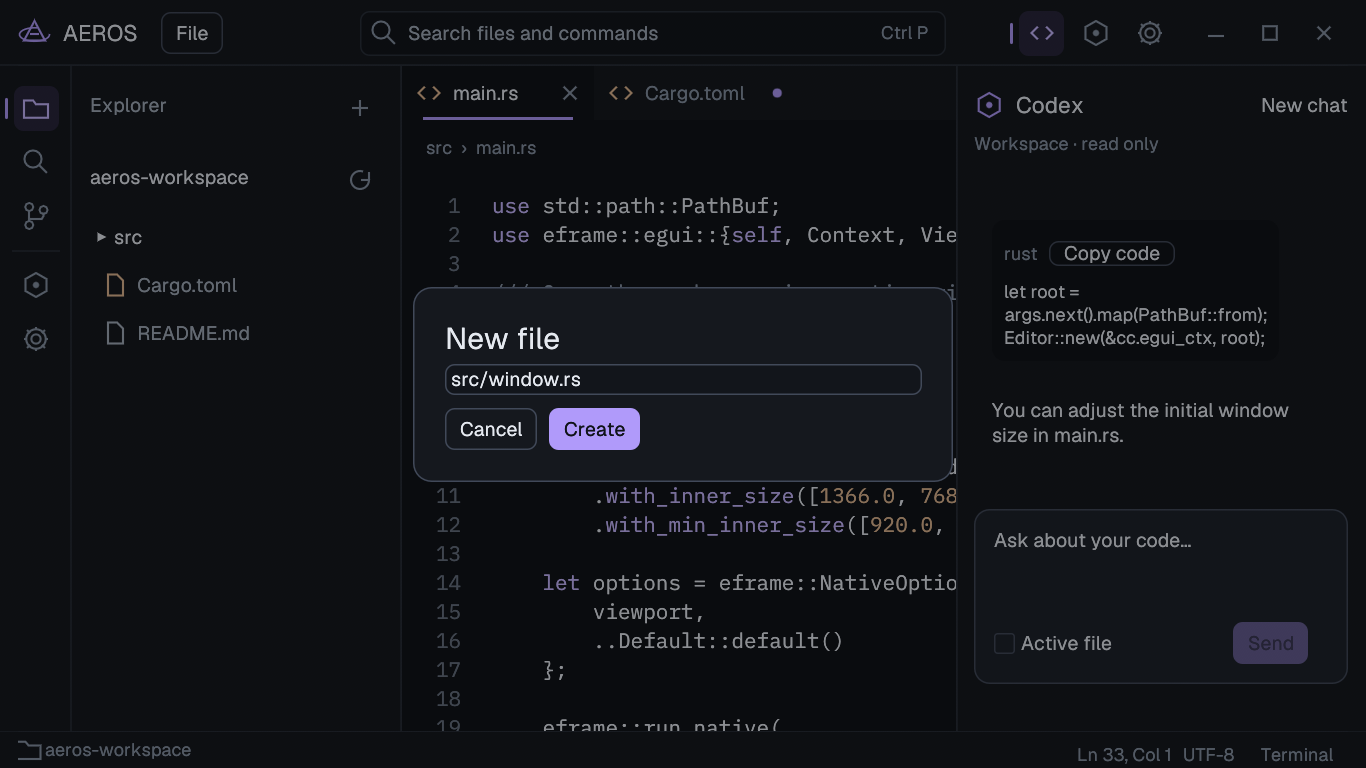 AEROS
File
Search files and commands
Ctrl P
Explorer
aeros-workspace
src
Cargo.toml
README.md
main.rs
Cargo.toml
src › main.rs
1 use std::path::PathBuf;
2 use eframe::egui::{self, Context, Vie
3
New file
src/window.rs
Cancel
Create
11 .with_inner_size([1366.0, 768
12 .with_min_inner_size([920.0,
13
14 let options = eframe::NativeOptio
15 viewport,
16 ..Default::default()
17 };
18
19 eframe::run_native(
Codex
New chat
Workspace · read only
rust
Copy code
let root =
args.next().map(PathBuf::from);
Editor::new(&cc.egui_ctx, root);
You can adjust the initial window
size in main.rs.
Ask about your code…
Active file
Send
aeros-workspace
Ln 33, Col 1
UTF-8
Terminal